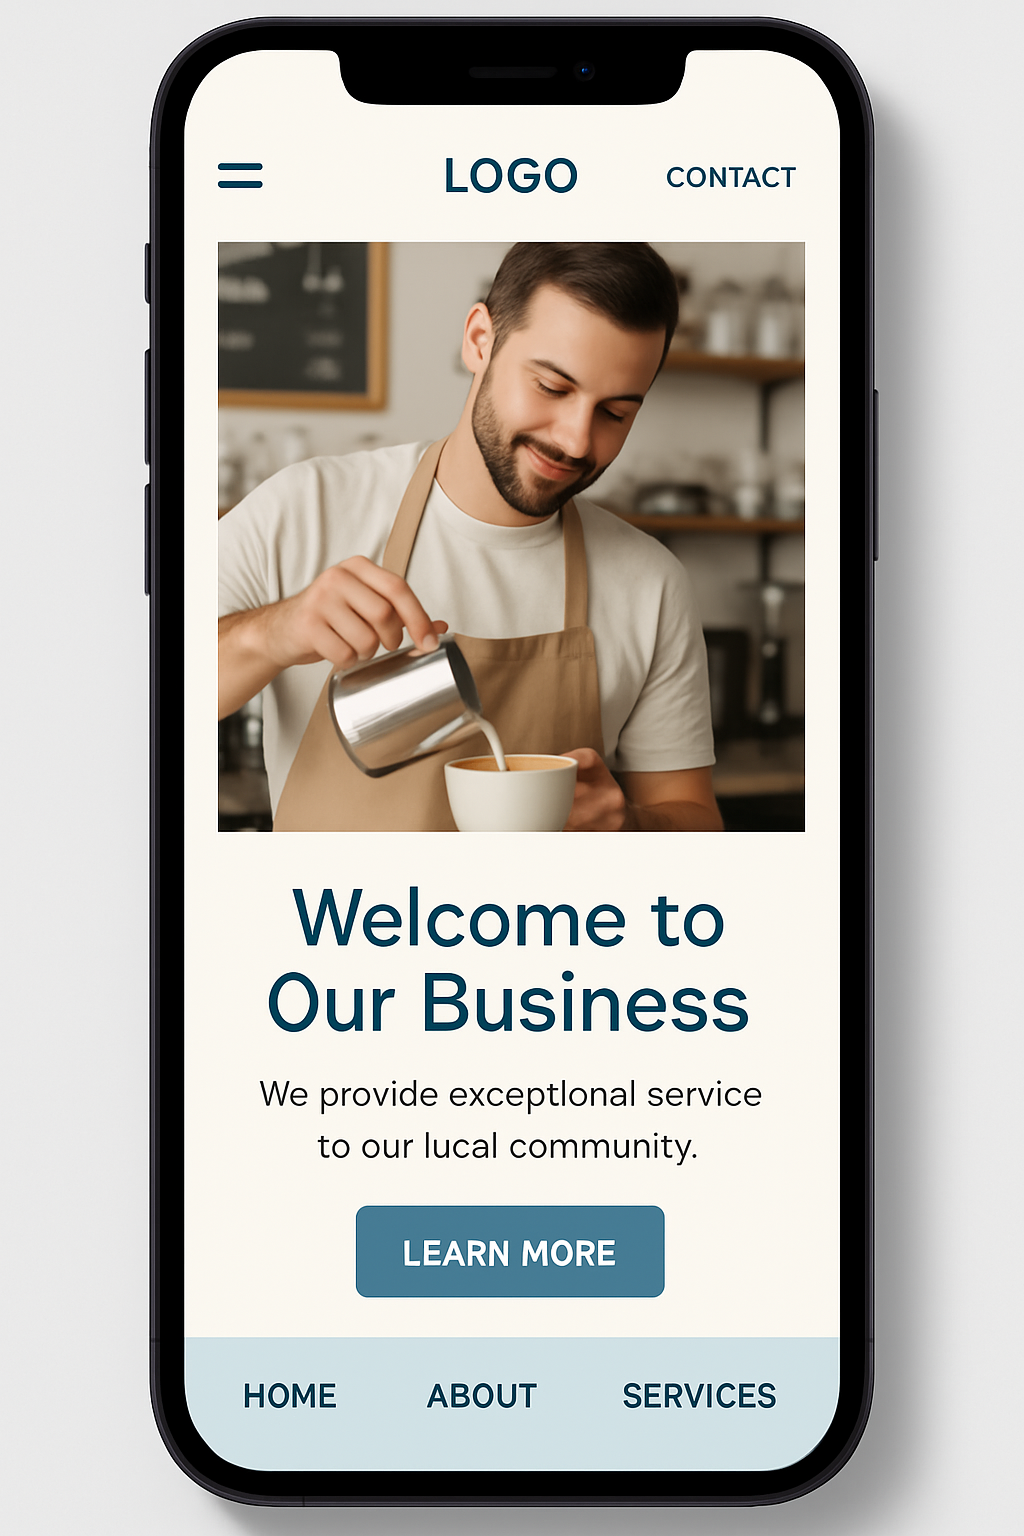 LOGO
CONTACT
Welcome to
Our Business
We provide exceptlonal service
to our lucal community.
LEARN MORE
HOME
ABOUT
SERVICES